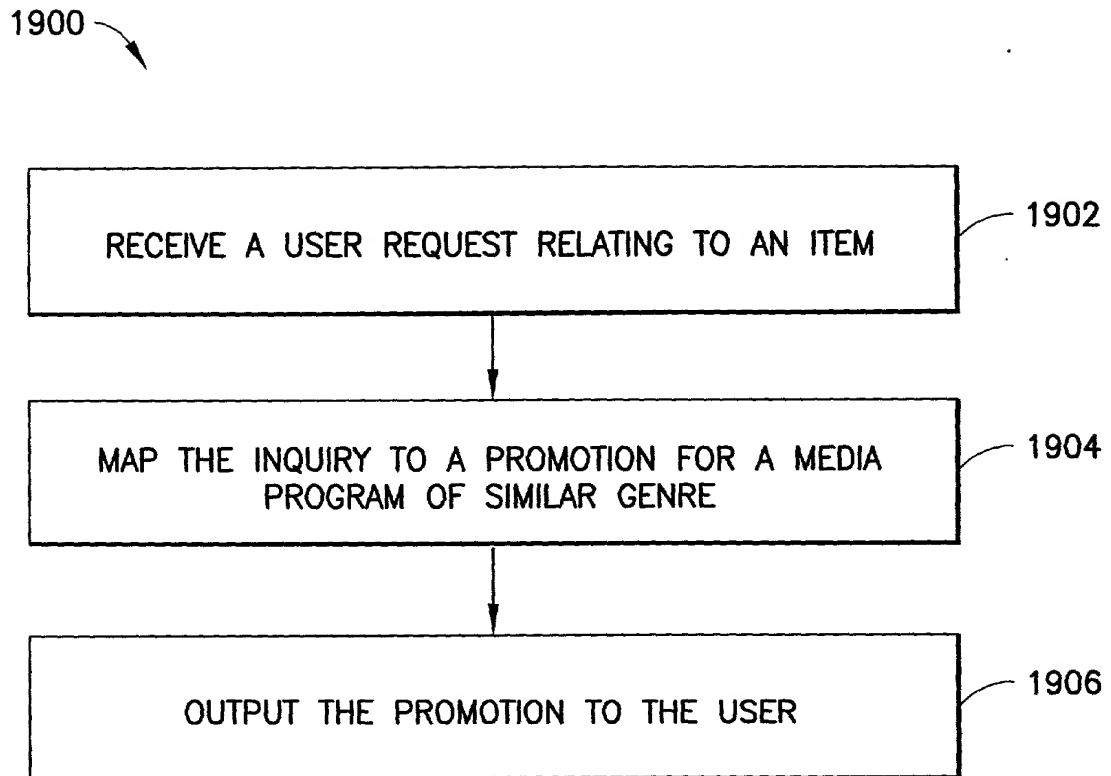 1900
RECEIVE A USER REQUEST RELATING TO AN ITEM
1902
MAP THE INQUIRY TO A PROMOTION FOR A MEDIA
PROGRAM OF SIMILAR GENRE
1904
OUTPUT THE PROMOTION TO THE USER
1906